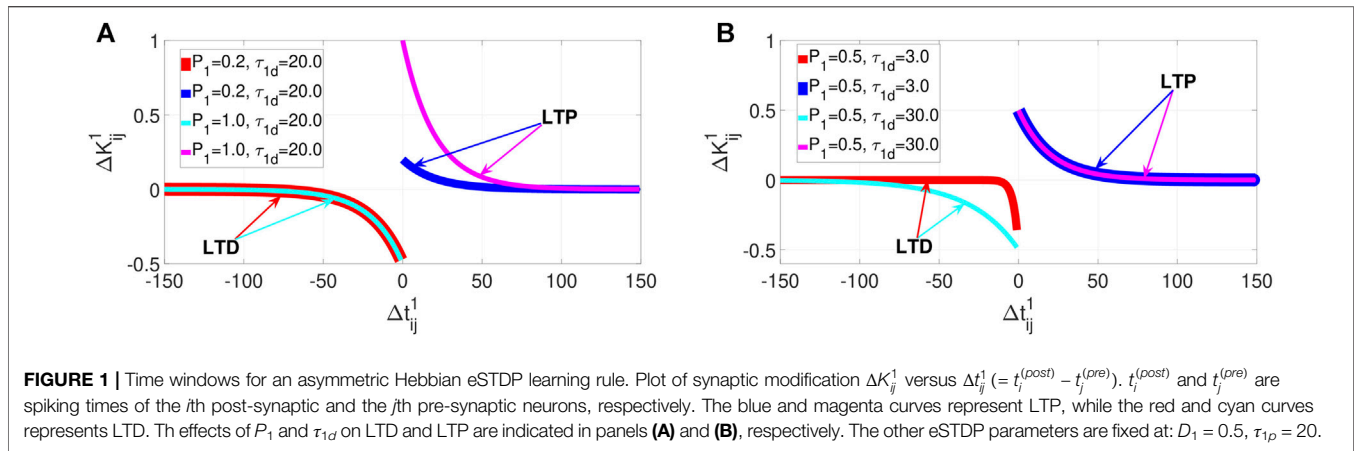 A
P₁=0.2, τ₁d=20.0
P₁=0.2, τ₁d=20.0
P₁=1.0, τ₁d=20.0
P₁=1.0, τ₁d=20.0
LTP
LTD
ΔK¹ij
1
0.5
0
-0.5
-150 -100 -50 0 50 100 150
Δt¹ij
B
P₁=0.5, τ₁d=3.0
P₁=0.5, τ₁d=3.0
P₁=0.5, τ₁d=30.0
P₁=0.5, τ₁d=30.0
LTP
LTD
ΔK¹ij
1
0.5
0
-0.5
-150 -100 -50 0 50 100 150
Δt¹ij
FIGURE 1 | Time windows for an asymmetric Hebbian eSTDP learning rule. Plot of synaptic modification ΔK¹ij versus Δt¹ij (= ti^(post) − tj^(pre)). ti^(post) and tj^(pre) are
spiking times of the ith post-synaptic and the jth pre-synaptic neurons, respectively. The blue and magenta curves represent LTP, while the red and cyan curves
represents LTD. Th effects of P₁ and τ₁d on LTD and LTP are indicated in panels (A) and (B), respectively. The other eSTDP parameters are fixed at: D₁ = 0.5, τ₁p = 20.